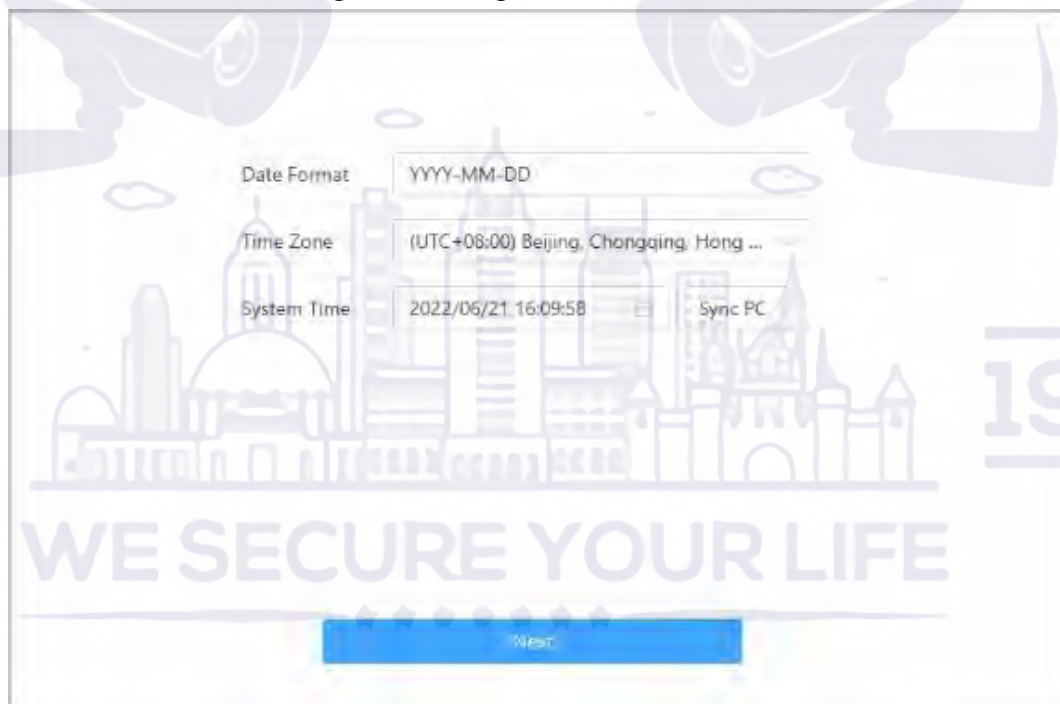 Date Format YYYY-MM-DD
Time Zone (UTC+08:00) Beijing, Chongqing, Hong ...
System Time 2022/06/21 16:09:58 Sync PC
19
WE SECURE YOUR LIFE
Next